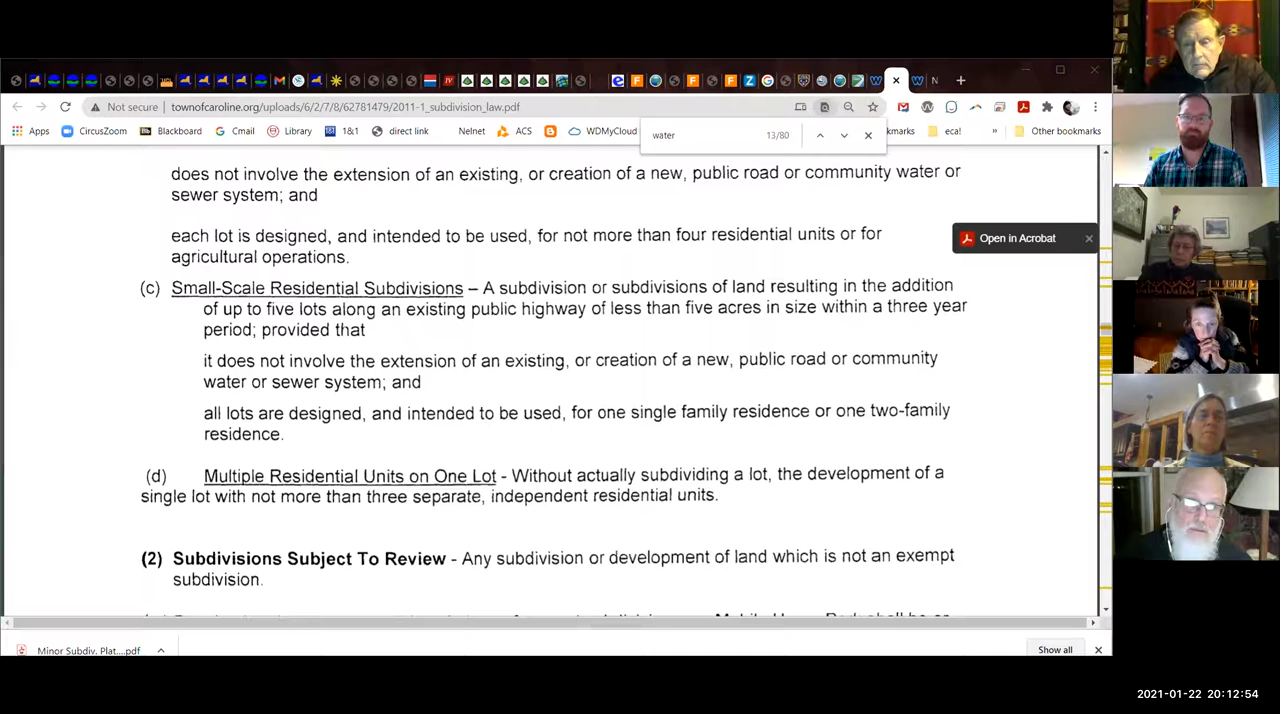 Not secure | townofcaroline.org/uploads/6/2/7/8/62781479/2011-1_subdivision_law.pdf
Apps CircusZoom Blackboard Gmail Library 1&1 direct link Nelnet ACS WDMyCloud kmarks eca! » Other bookmarks
water 13/80
does not involve the extension of an existing, or creation of a new, public road or community water or
sewer system; and
each lot is designed, and intended to be used, for not more than four residential units or for
agricultural operations.
Open in Acrobat
(c) Small-Scale Residential Subdivisions – A subdivision or subdivisions of land resulting in the addition
of up to five lots along an existing public highway of less than five acres in size within a three year
period; provided that
it does not involve the extension of an existing, or creation of a new, public road or community
water or sewer system; and
all lots are designed, and intended to be used, for one single family residence or one two-family
residence.
(d) Multiple Residential Units on One Lot - Without actually subdividing a lot, the development of a
single lot with not more than three separate, independent residential units.
(2) Subdivisions Subject To Review - Any subdivision or development of land which is not an exempt
subdivision.
Minor Subdiv. Plat....pdf
Show all
2021-01-22 20:12:54